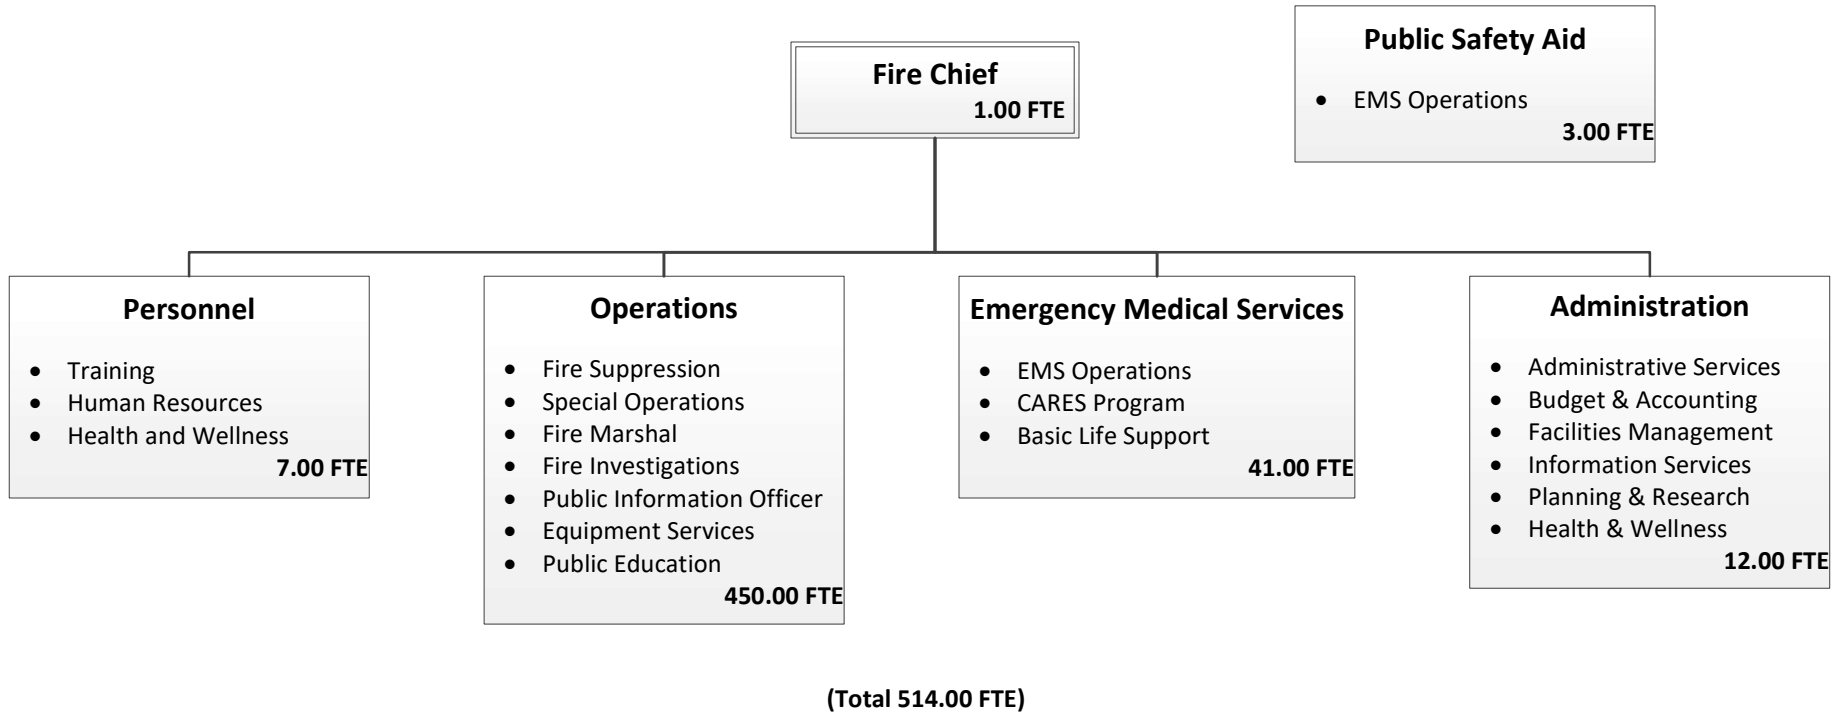 Fire Chief
1.00 FTE
Public Safety Aid
• EMS Operations
3.00 FTE
Personnel
• Training
• Human Resources
• Health and Wellness
7.00 FTE
Operations
• Fire Suppression
• Special Operations
• Fire Marshal
• Fire Investigations
• Public Information Officer
• Equipment Services
• Public Education
450.00 FTE
Emergency Medical Services
• EMS Operations
• CARES Program
• Basic Life Support
41.00 FTE
Administration
• Administrative Services
• Budget & Accounting
• Facilities Management
• Information Services
• Planning & Research
• Health & Wellness
12.00 FTE
(Total 514.00 FTE)